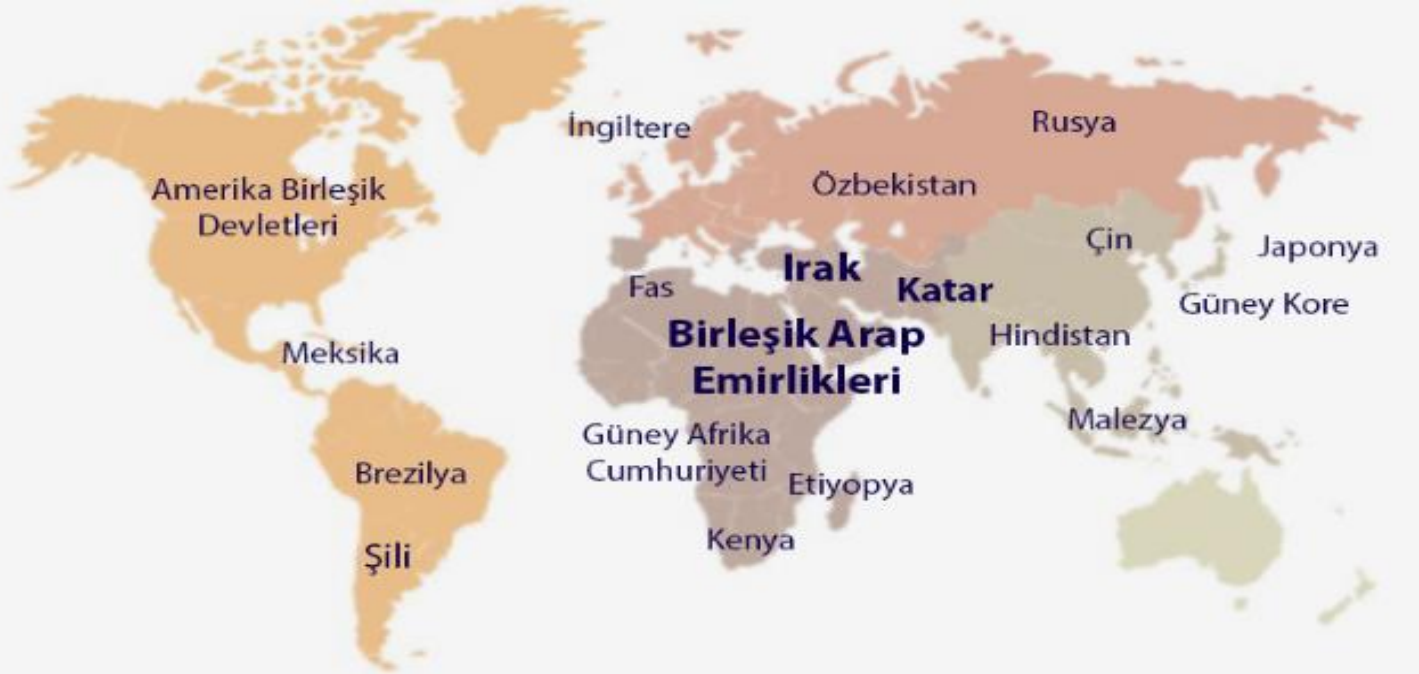 İngiltere
Rusya
Amerika Birleşik
Devletleri
Özbekistan
Çin
Japonya
Irak
Fas
Katar
Güney Kore
Birleşik Arap
Emirlikleri
Hindistan
Meksika
Malezya
Güney Afrika
Cumhuriyeti
Brezilya
Etiyopya
Kenya
Şili